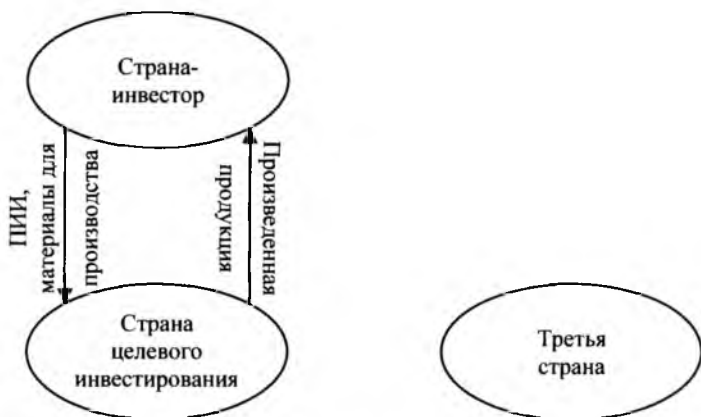 Страна-
инвестор
ПИИ,
материалы для
производства
Произведенная
продукция
Страна
целевого
инвестирования
Третья
страна